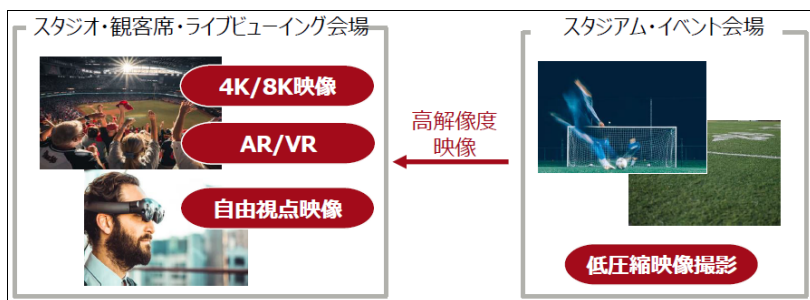 スタジオ・観客席・ライブビューイング会場
4K/8K映像
AR/VR
自由視点映像
高解像度
映像
スタジアム・イベント会場
低圧縮映像撮影